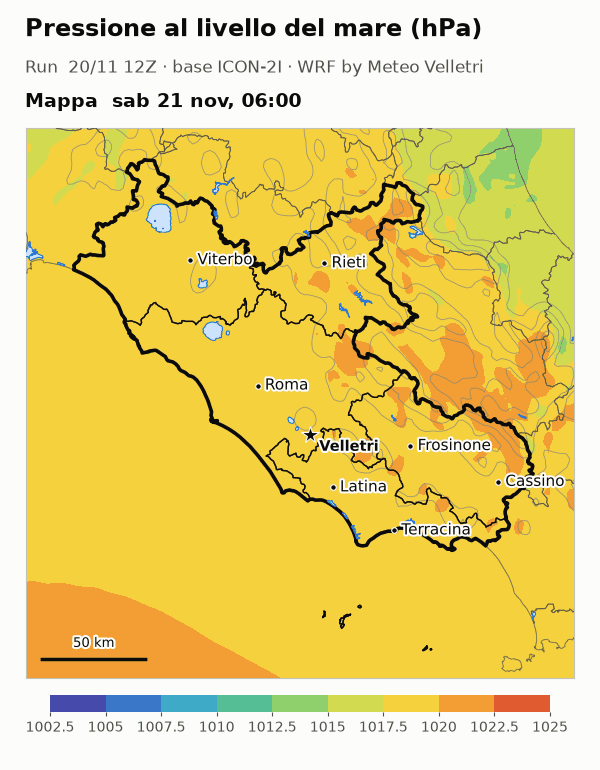 Pressione al livello del mare (hPa)
Run  20/11 12Z · base ICON-2I · WRF by Meteo Velletri
Mappa  sab 21 nov, 06:00
Viterbo
Rieti
Roma
Velletri
Frosinone
Cassino
Latina
Terracina
50 km
1002.5 1005 1007.5 1010 1012.5 1015 1017.5 1020 1022.5 1025